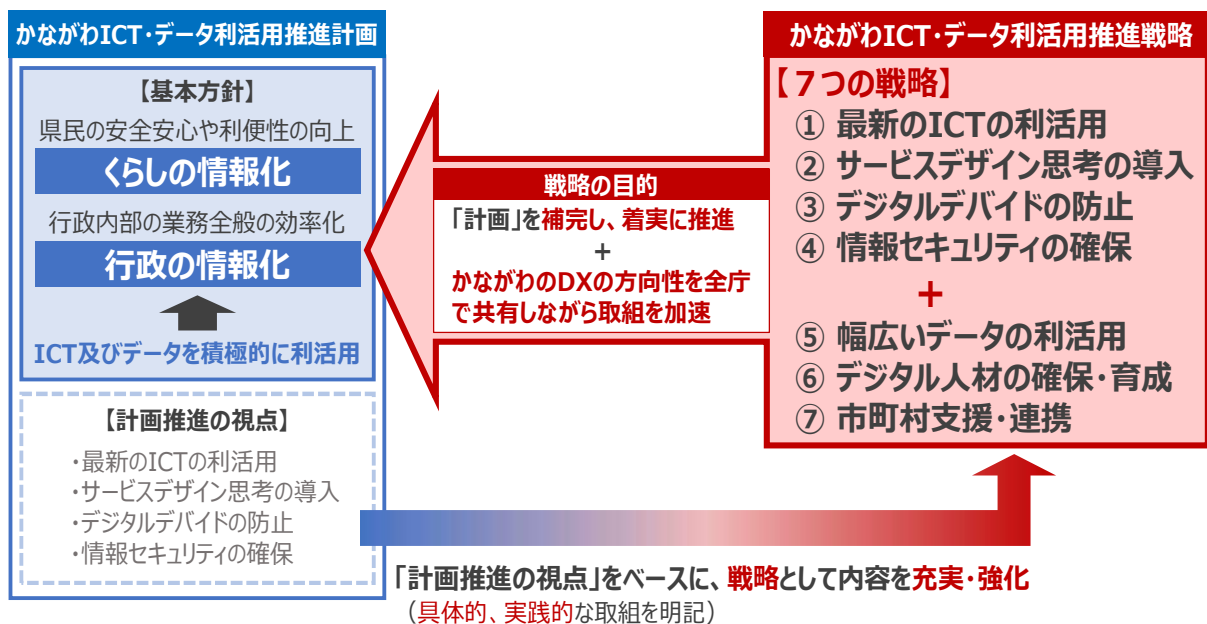 かながわICT・データ利活用推進計画
【基本方針】
県民の安全安心や利便性の向上
くらしの情報化
行政内部の業務全般の効率化
行政の情報化
ICT及びデータを積極的に利活用
【計画推進の視点】
・最新のICTの利活用
・サービスデザイン思考の導入
・デジタルデバイドの防止
・情報セキュリティの確保
戦略の目的
「計画」を補完し、着実に推進
+
かながわのDXの方向性を全庁
で共有しながら取組を加速
かながわICT・データ利活用推進戦略
【７つの戦略】
① 最新のICTの利活用
② サービスデザイン思考の導入
③ デジタルデバイドの防止
④ 情報セキュリティの確保
+
⑤ 幅広いデータの利活用
⑥ デジタル人材の確保・育成
⑦ 市町村支援・連携
「計画推進の視点」をベースに、戦略として内容を充実・強化
（具体的、実践的な取組を明記）